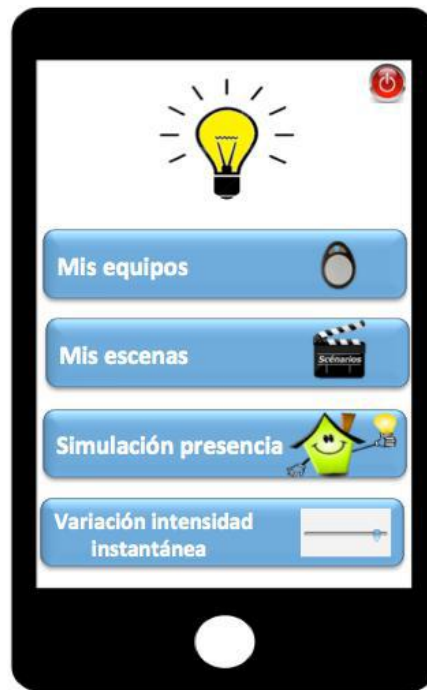 Mis equipos
Mis escenas
Scénarios
Simulación presencia
Variación intensidad
instantánea